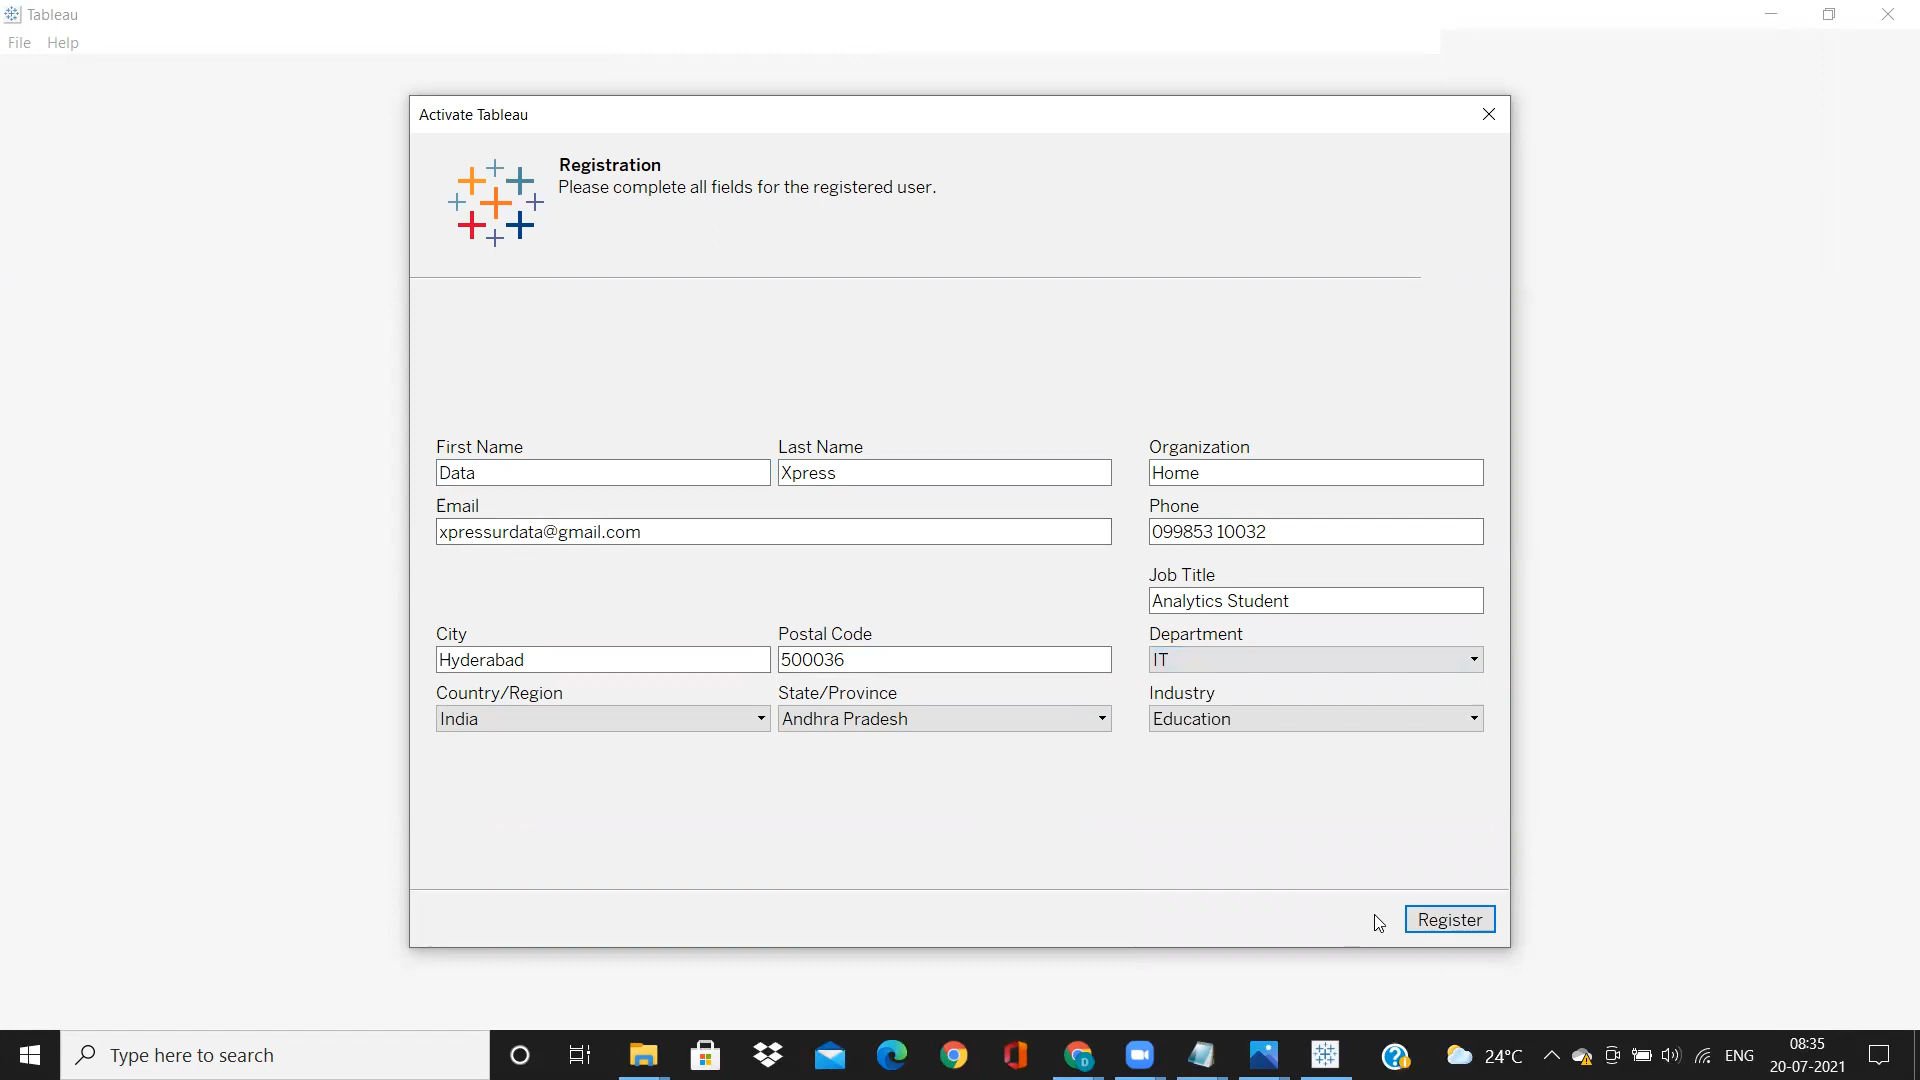 Tableau
File Help
Activate Tableau
Registration
Please complete all fields for the registered user.
First Name Last Name Organization
Data Xpress Home
Email Phone
xpressurdata@gmail.com 099853 10032
Job Title
Analytics Student
City Postal Code Department
Hyderabad 500036 IT
Country/Region State/Province Industry
India Andhra Pradesh Education
Register
Type here to search
24°C
ENG
08:35
20-07-2021